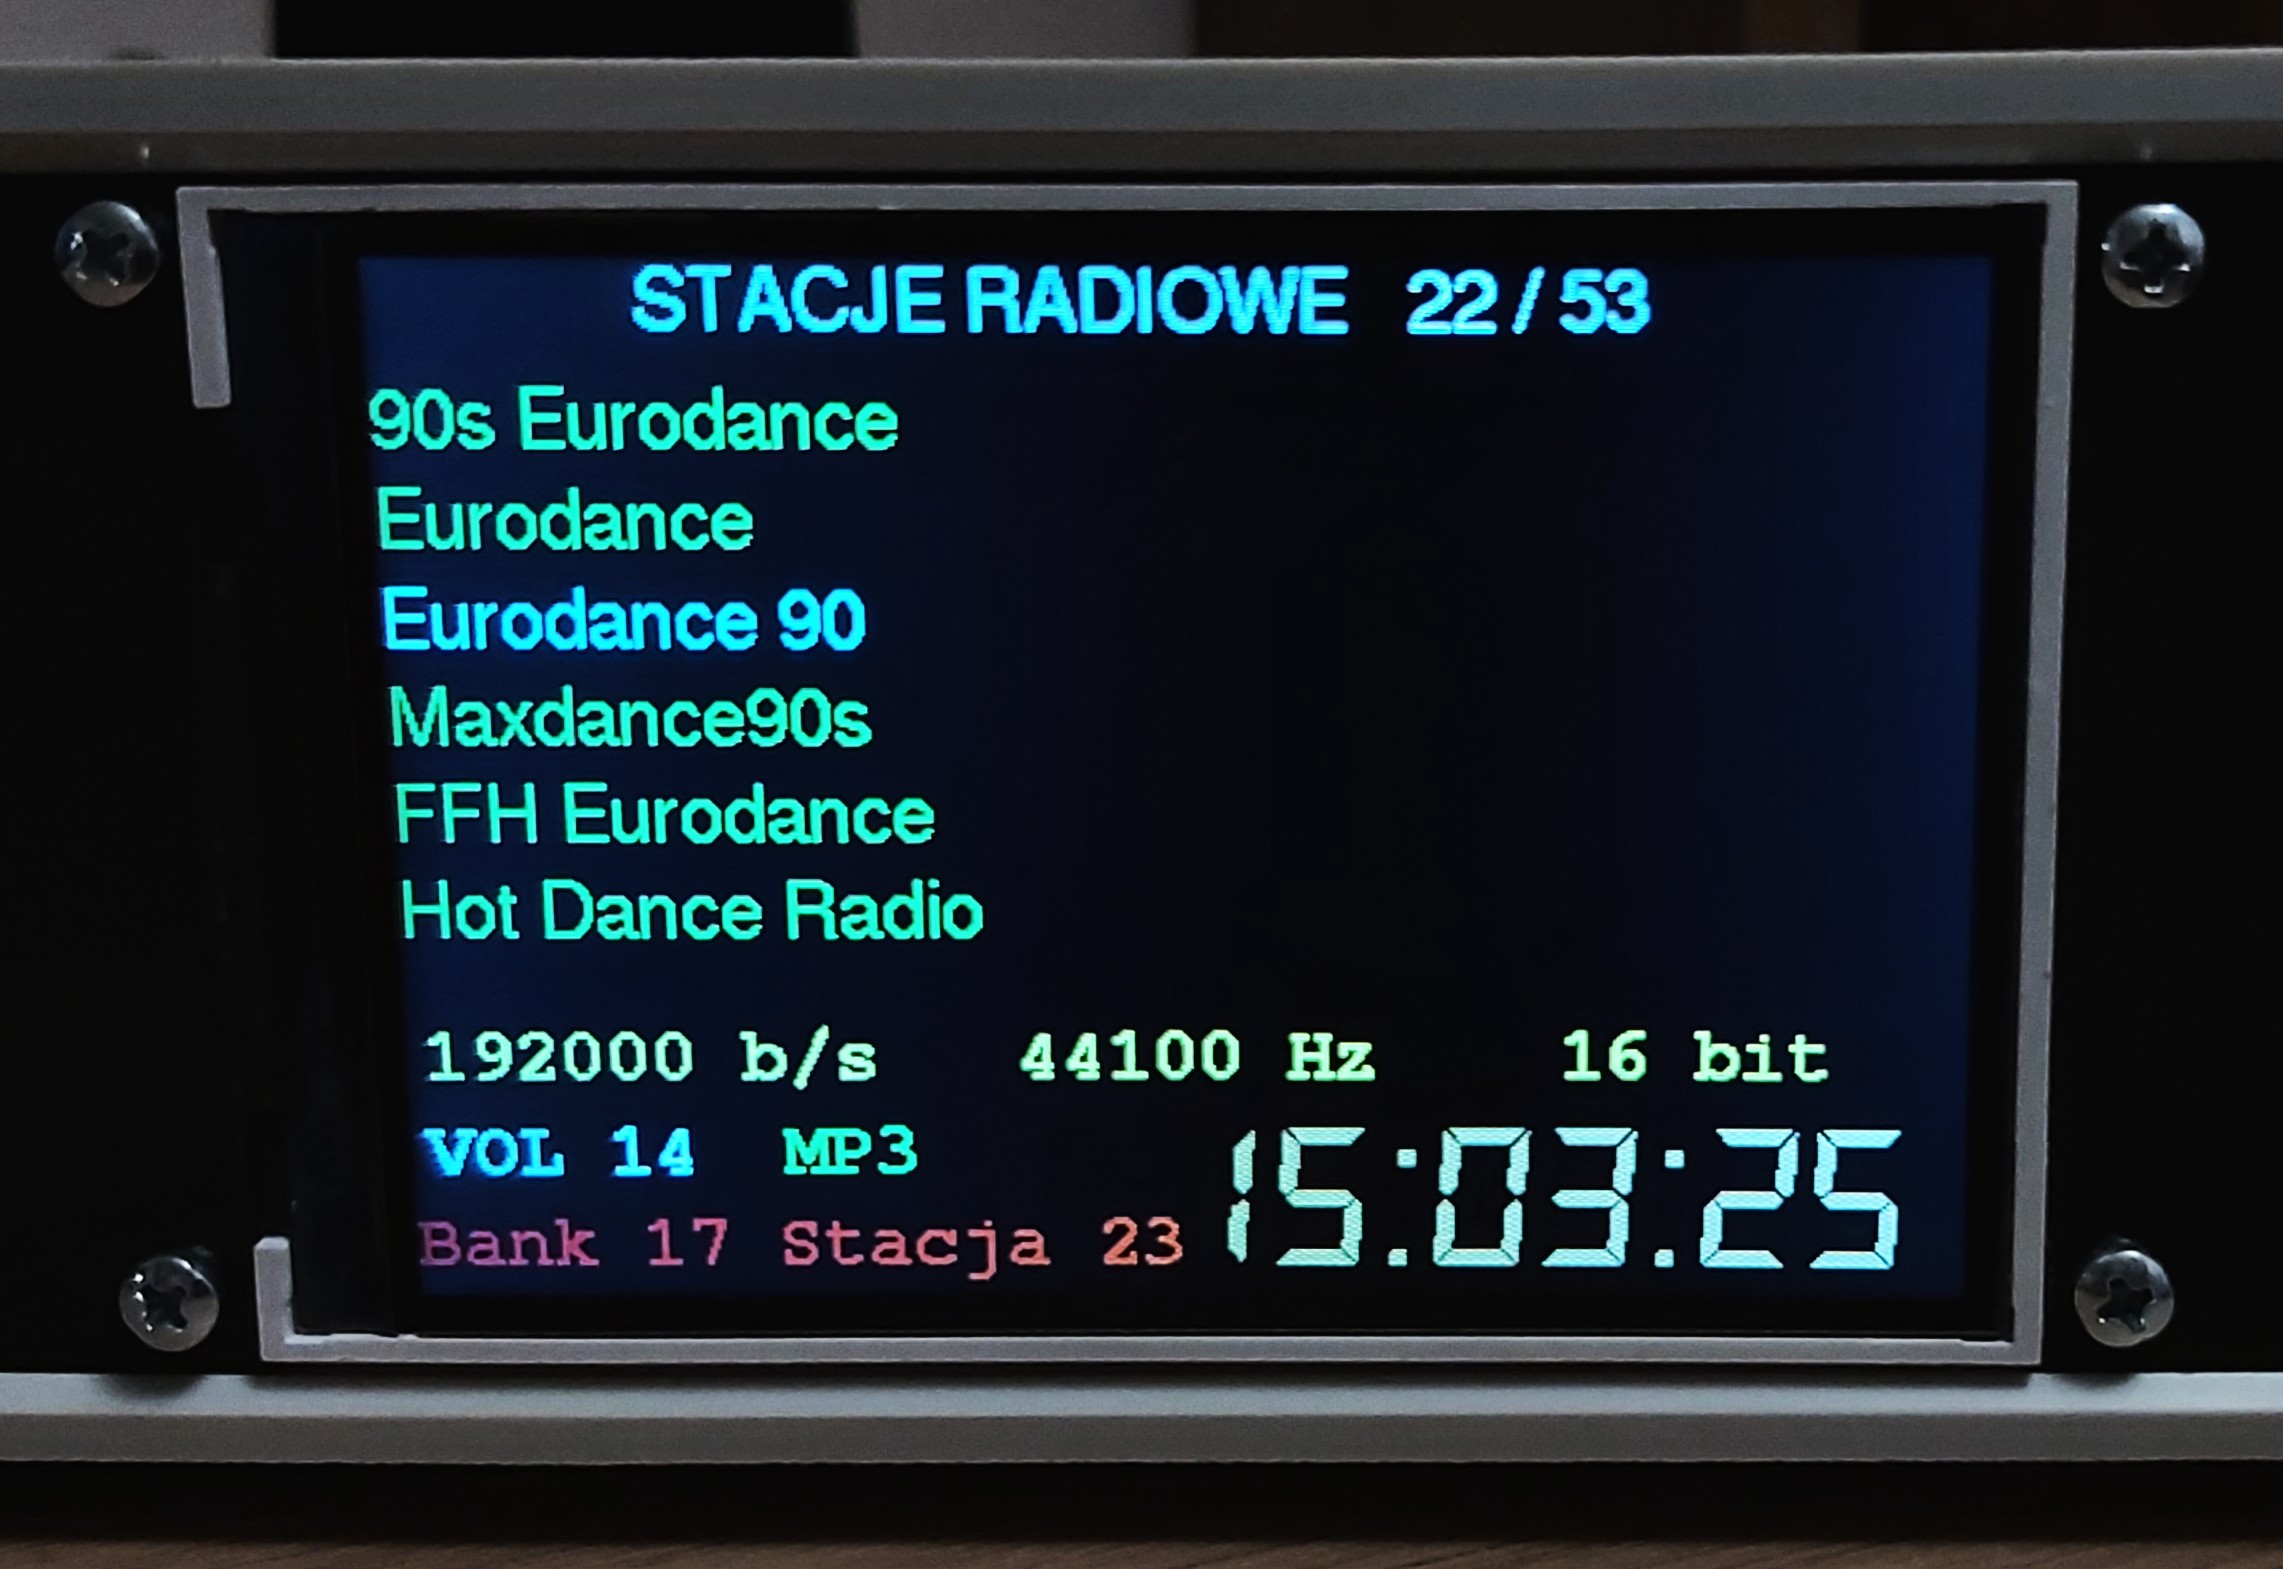 STACJE RADIOWE 22 / 53
90s Eurodance
Eurodance
Eurodance 90
Maxdance90s
FFH Eurodance
Hot Dance Radio
192000 b/s 44100 Hz 16 bit
VOL 14 MP3
Bank 17 Stacja 23 15:03:25